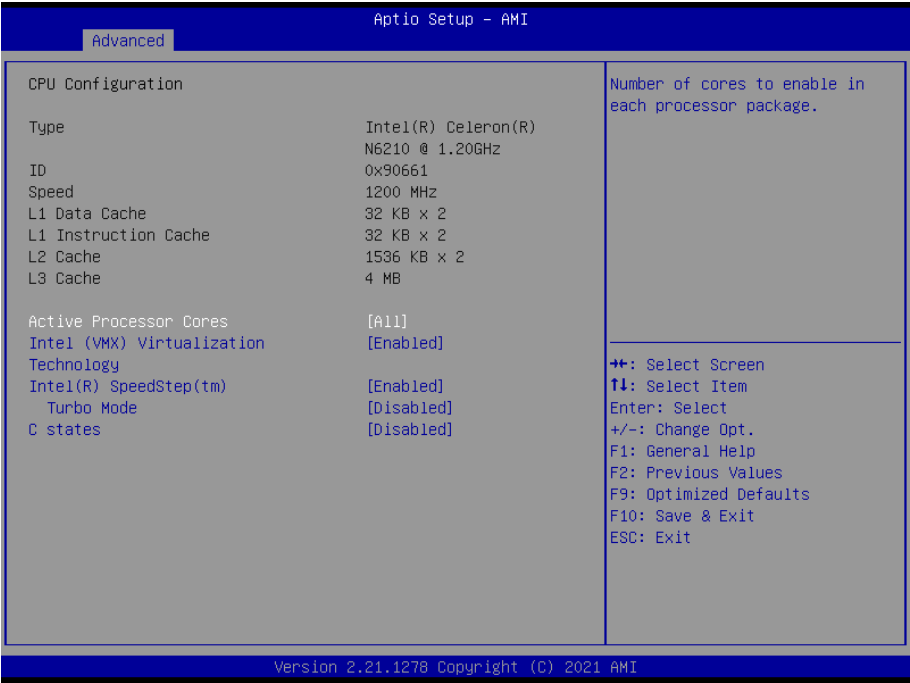 Aptio Setup – AMI
Advanced
CPU Configuration
Type Intel(R) Celeron(R)
N6210 @ 1.20GHz
ID 0x90661
Speed 1200 MHz
L1 Data Cache 32 KB x 2
L1 Instruction Cache 32 KB x 2
L2 Cache 1536 KB x 2
L3 Cache 4 MB
Active Processor Cores [All]
Intel (VMX) Virtualization [Enabled]
Technology
Intel(R) SpeedStep(tm) [Enabled]
Turbo Mode [Disabled]
C states [Disabled]
Number of cores to enable in
each processor package.
→←: Select Screen
↑↓: Select Item
Enter: Select
+/-: Change Opt.
F1: General Help
F2: Previous Values
F9: Optimized Defaults
F10: Save & Exit
ESC: Exit
Version 2.21.1278 Copyright (C) 2021 AMI